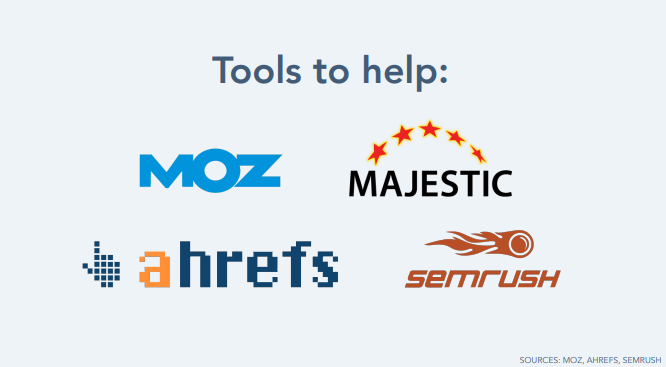 Tools to help:
MOZ
MAJESTIC
ahrefs
semrush
SOURCES: MOZ, AHREFS, SEMRUSH